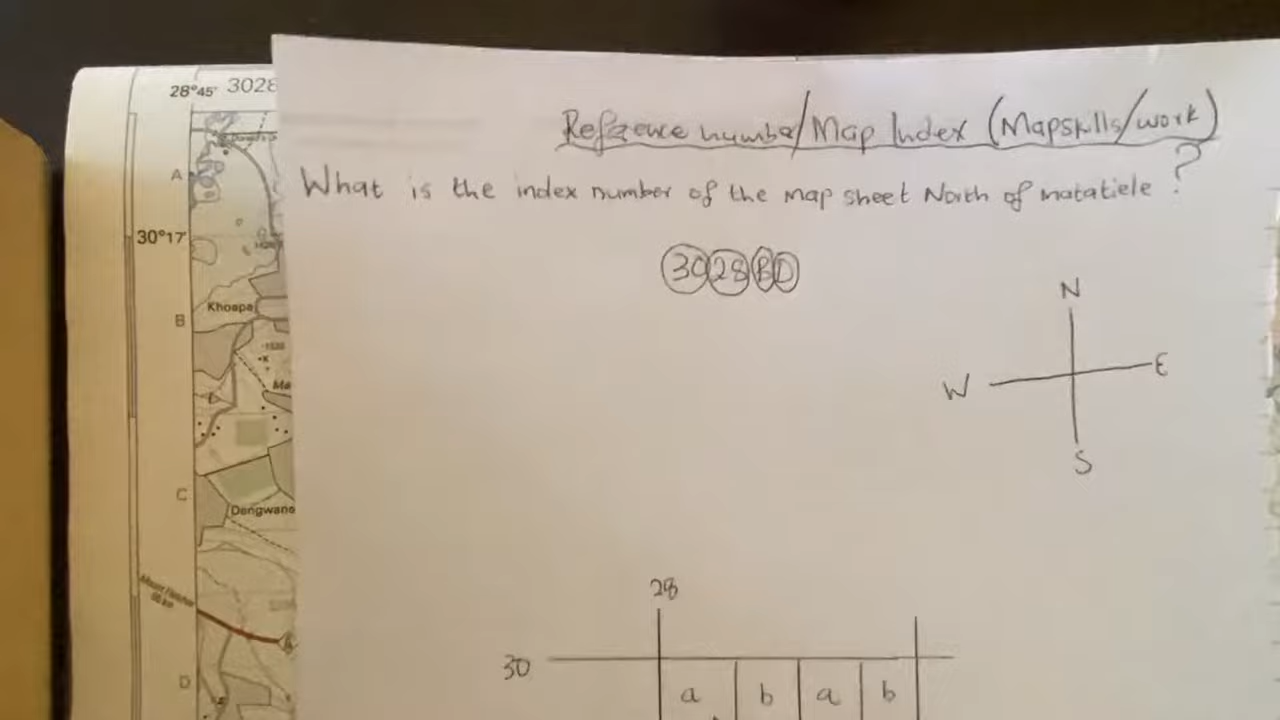 28°45' 3028
Reference number/Map Index (Mapskills/work)
A
What is the index number of the map sheet North of matatiele ?
30°17'
3028BD
N
Khoapa
B
W
E
S
C
Dengwane
28
30
a b a b
D